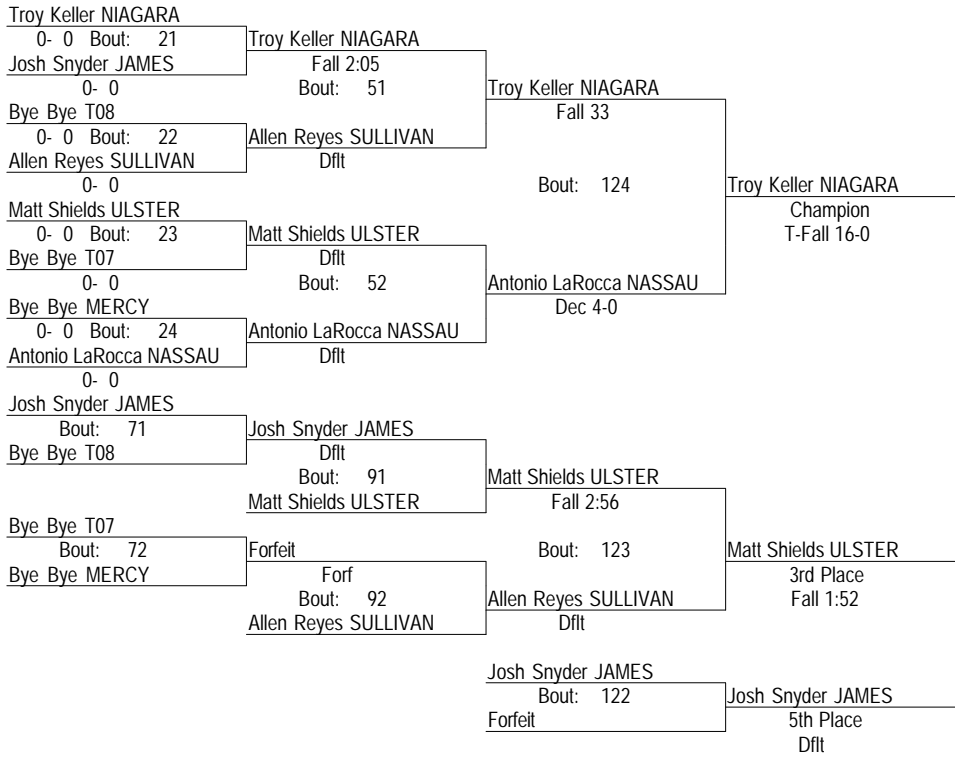 Troy Keller NIAGARA
0- 0 Bout: 21
Troy Keller NIAGARA
Josh Snyder JAMES
Fall 2:05
0- 0
Bout: 51
Troy Keller NIAGARA
Bye Bye T08
Fall 33
0- 0 Bout: 22
Allen Reyes SULLIVAN
Allen Reyes SULLIVAN
Dflt
0- 0
Bout: 124
Troy Keller NIAGARA
Matt Shields ULSTER
Champion
0- 0 Bout: 23
Matt Shields ULSTER
T-Fall 16-0
Bye Bye T07
Dflt
0- 0
Bout: 52
Antonio LaRocca NASSAU
Bye Bye MERCY
Dec 4-0
0- 0 Bout: 24
Antonio LaRocca NASSAU
Antonio LaRocca NASSAU
Dflt
0- 0
Josh Snyder JAMES
Bout: 71
Josh Snyder JAMES
Bye Bye T08
Dflt
Bout: 91
Matt Shields ULSTER
Matt Shields ULSTER
Fall 2:56
Bye Bye T07
Bout: 72
Forfeit
Bout: 123
Matt Shields ULSTER
Bye Bye MERCY
Forf
3rd Place
Bout: 92
Allen Reyes SULLIVAN
Fall 1:52
Allen Reyes SULLIVAN
Dflt
Josh Snyder JAMES
Bout: 122
Josh Snyder JAMES
Forfeit
5th Place
Dflt